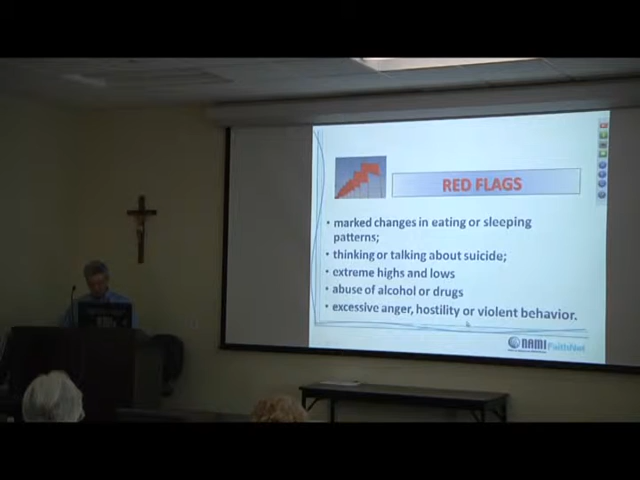 RED FLAGS
• marked changes in eating or sleeping
patterns;
• thinking or talking about suicide;
• extreme highs and lows
• abuse of alcohol or drugs
• excessive anger, hostility or violent behavior.
NAMI FaithNet